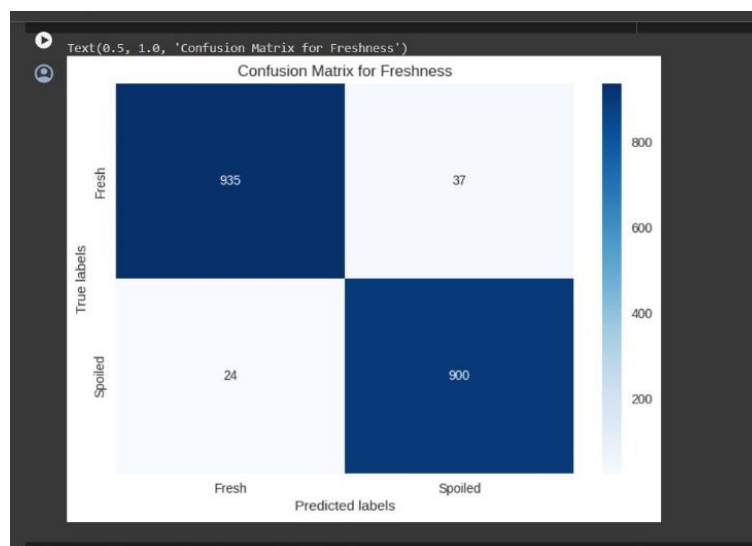 Text(0.5, 1.0, 'Confusion Matrix for Freshness')
Confusion Matrix for Freshness
800
Fresh
935
37
600
True labels
400
Spoiled
24
900
200
Fresh
Spoiled
Predicted labels